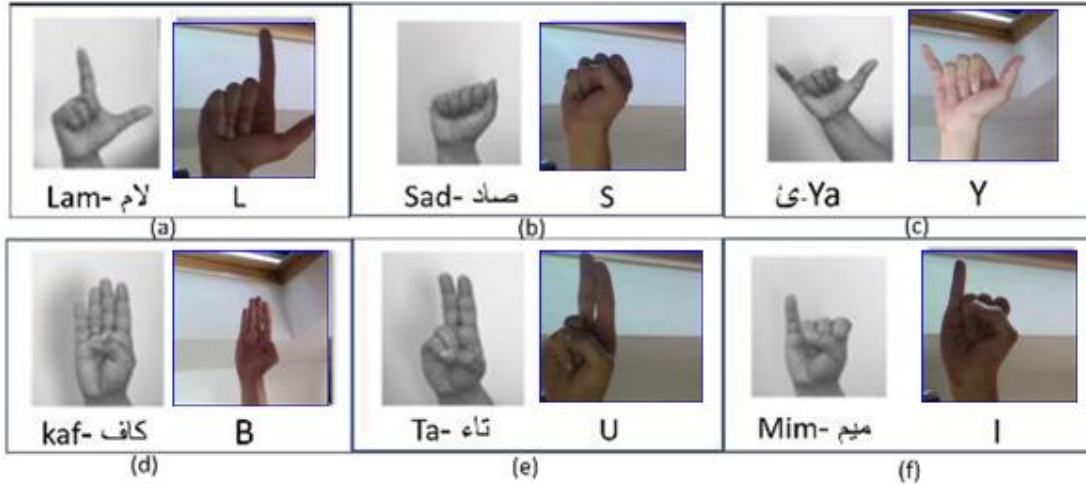 Lam- لام L
(a)
Sad- صاد S
(b)
ئ-Ya Y
(c)
kaf- كاف B
(d)
Ta- تاء U
(e)
Mim- ميم I
(f)